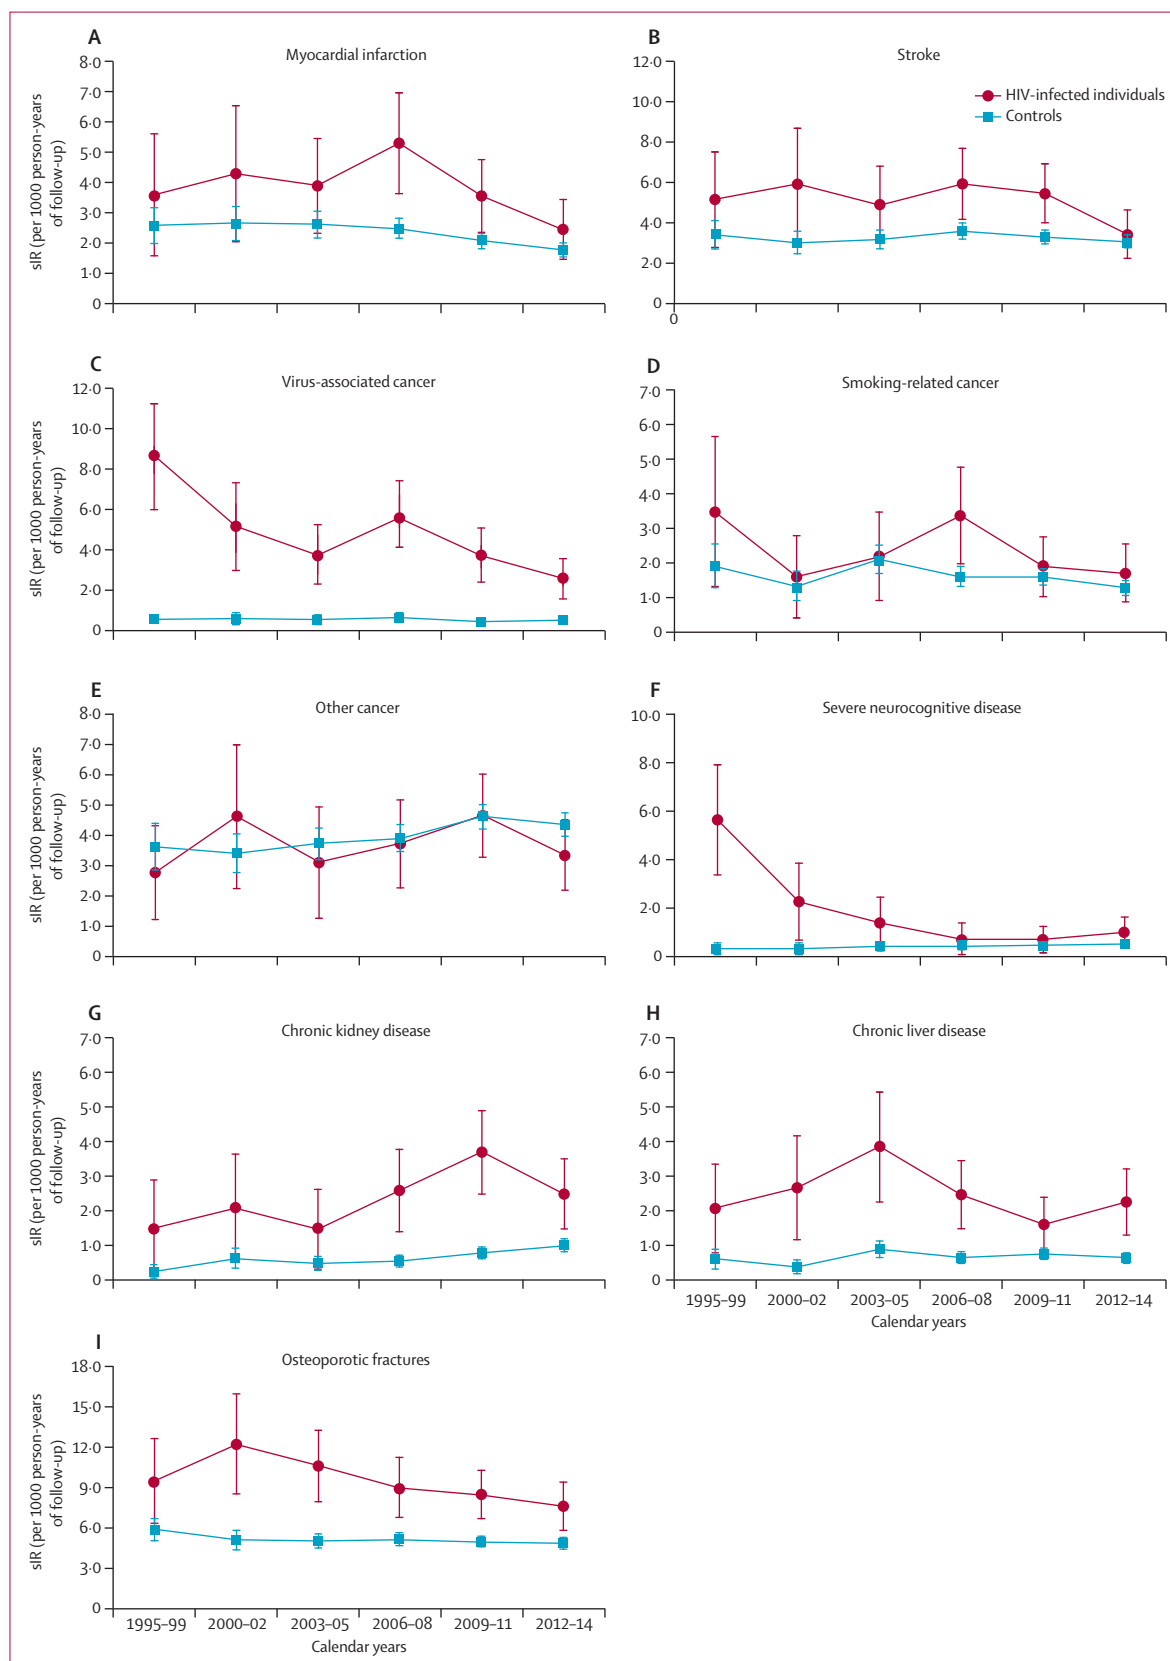 A
Myocardial infarction
sIR (per 1000 person-years
of follow-up)
8·0
7·0
6·0
5·0
4·0
3·0
2·0
1·0
0
B
Stroke
12·0
10·0
8·0
6·0
4·0
2·0
0
0
HIV-infected individuals
Controls
C
Virus-associated cancer
sIR (per 1000 person-years
of follow-up)
12·0
10·0
8·0
6·0
4·0
2·0
0
D
Smoking-related cancer
7·0
6·0
5·0
4·0
3·0
2·0
1·0
0
E
Other cancer
sIR (per 1000 person-years
of follow-up)
8·0
7·0
6·0
5·0
4·0
3·0
2·0
1·0
0
F
Severe neurocognitive disease
10·0
8·0
6·0
4·0
2·0
0
G
Chronic kidney disease
sIR (per 1000 person-years
of follow-up)
7·0
6·0
5·0
4·0
3·0
2·0
1·0
0
H
Chronic liver disease
7·0
6·0
5·0
4·0
3·0
2·0
1·0
0
1995–99 2000–02 2003–05 2006–08 2009–11 2012–14
Calendar years
I
Osteoporotic fractures
sIR (per 1000 person-years
of follow-up)
18·0
15·0
12·0
9·0
6·0
3·0
0
1995–99 2000–02 2003–05 2006–08 2009–11 2012–14
Calendar years